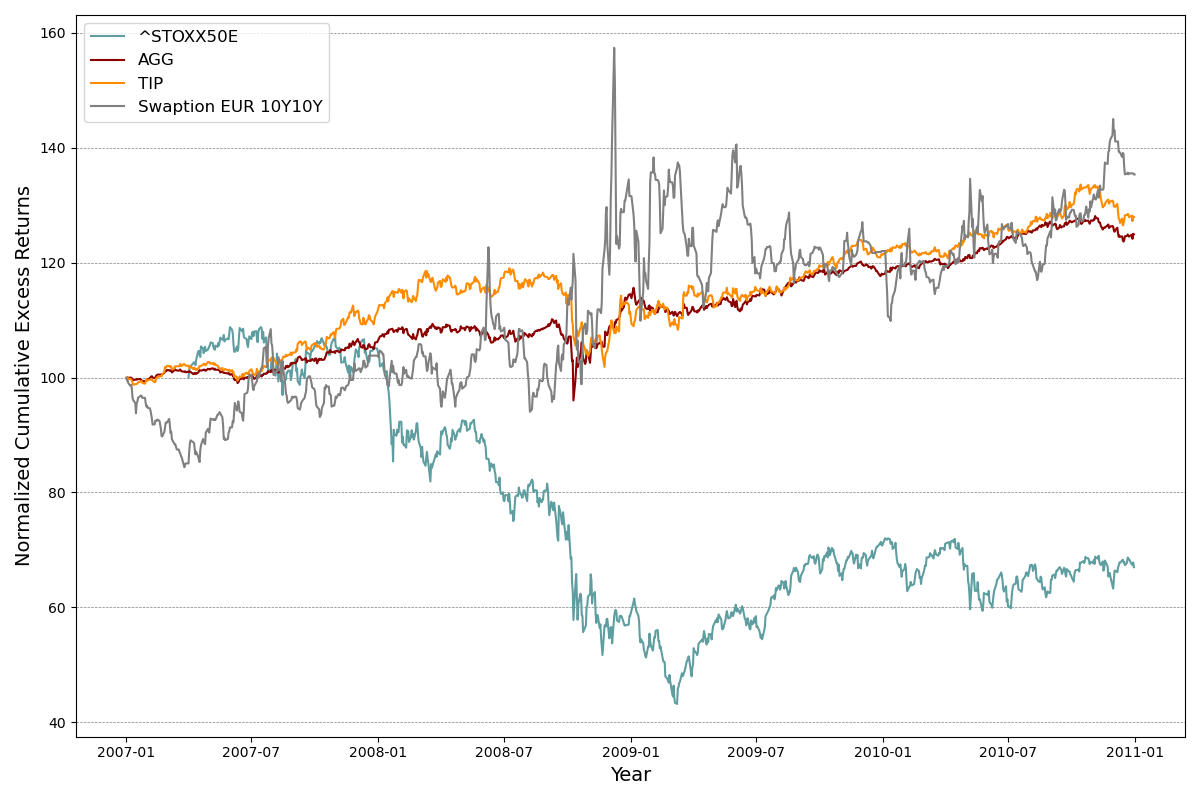 160
140
120
100
80
60
40
Normalized Cumulative Excess Returns
^STOXX50E
AGG
TIP
Swaption EUR 10Y10Y
2007-01
2007-07
2008-01
2008-07
2009-01
2009-07
2010-01
2010-07
2011-01
Year